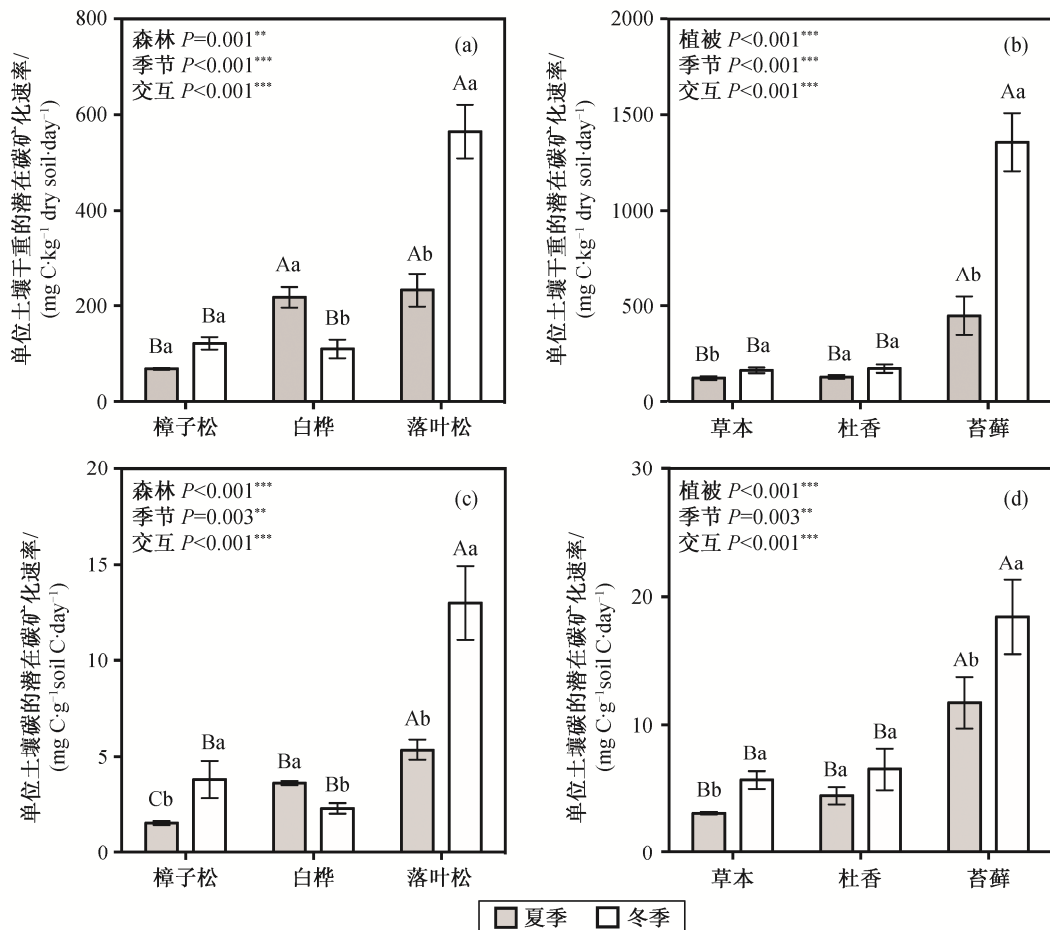 单位土壤干重的潜在碳矿化速率/
(mg C·kg⁻¹ dry soil·day⁻¹)
800
600
400
200
0
森林 P=0.001**
季节 P<0.001***
交互 P<0.001***
(a)
Ba
Ba
Aa
Bb
Ab
Aa
樟子松
白桦
落叶松
单位土壤干重的潜在碳矿化速率/
(mg C·kg⁻¹ dry soil·day⁻¹)
2000
1500
1000
500
0
植被 P<0.001***
季节 P<0.001***
交互 P<0.001***
(b)
Bb
Ba
Ba
Ba
Ab
Aa
草本
杜香
苔藓
单位土壤碳的潜在碳矿化速率/
(mg C·g⁻¹soil C·day⁻¹)
20
15
10
5
0
森林 P<0.001***
季节 P=0.003**
交互 P<0.001***
(c)
Cb
Ba
Ba
Bb
Ab
Aa
樟子松
白桦
落叶松
单位土壤碳的潜在碳矿化速率/
(mg C·g⁻¹soil C·day⁻¹)
30
20
10
0
植被 P<0.001***
季节 P=0.003**
交互 P<0.001***
(d)
Bb
Ba
Ba
Ba
Ab
Aa
草本
杜香
苔藓
夏季
冬季